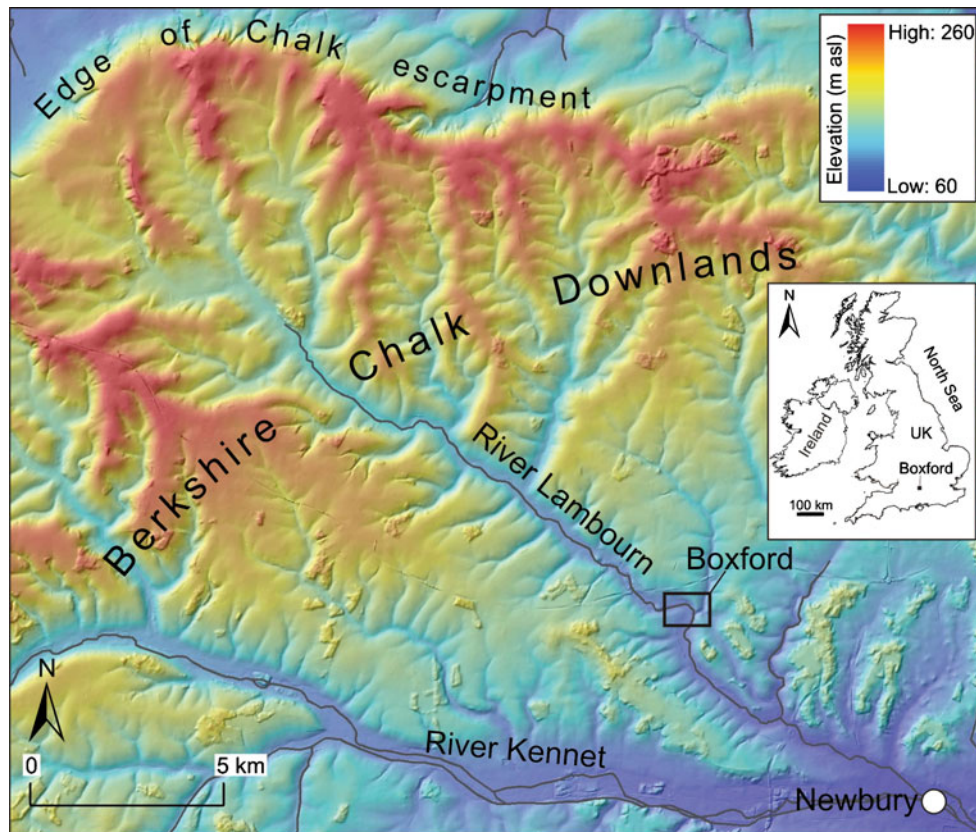 Edge of Chalk escarpment
Elevation (m asl)
High: 260
Low: 60
Berkshire Chalk Downlands
N
North Sea
Ireland
UK
Boxford
100 km
River Lambourn
Boxford
N
0 5 km
River Kennet
Newbury